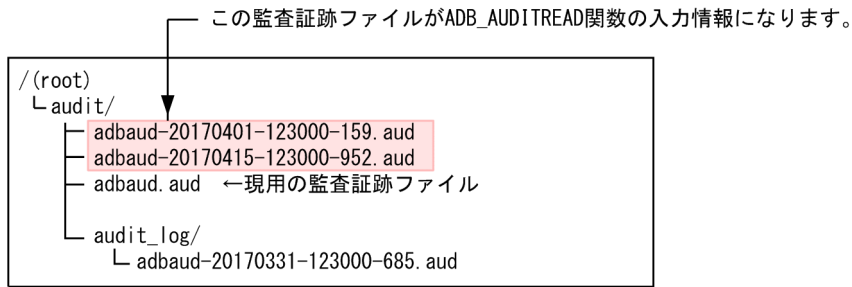 この監査証跡ファイルがADB_AUDITREAD関数の入力情報になります。
/(root)
audit/
adbaud-20170401-123000-159.aud
adbaud-20170415-123000-952.aud
adbaud.aud ←現用の監査証跡ファイル
audit_log/
adbaud-20170331-123000-685.aud